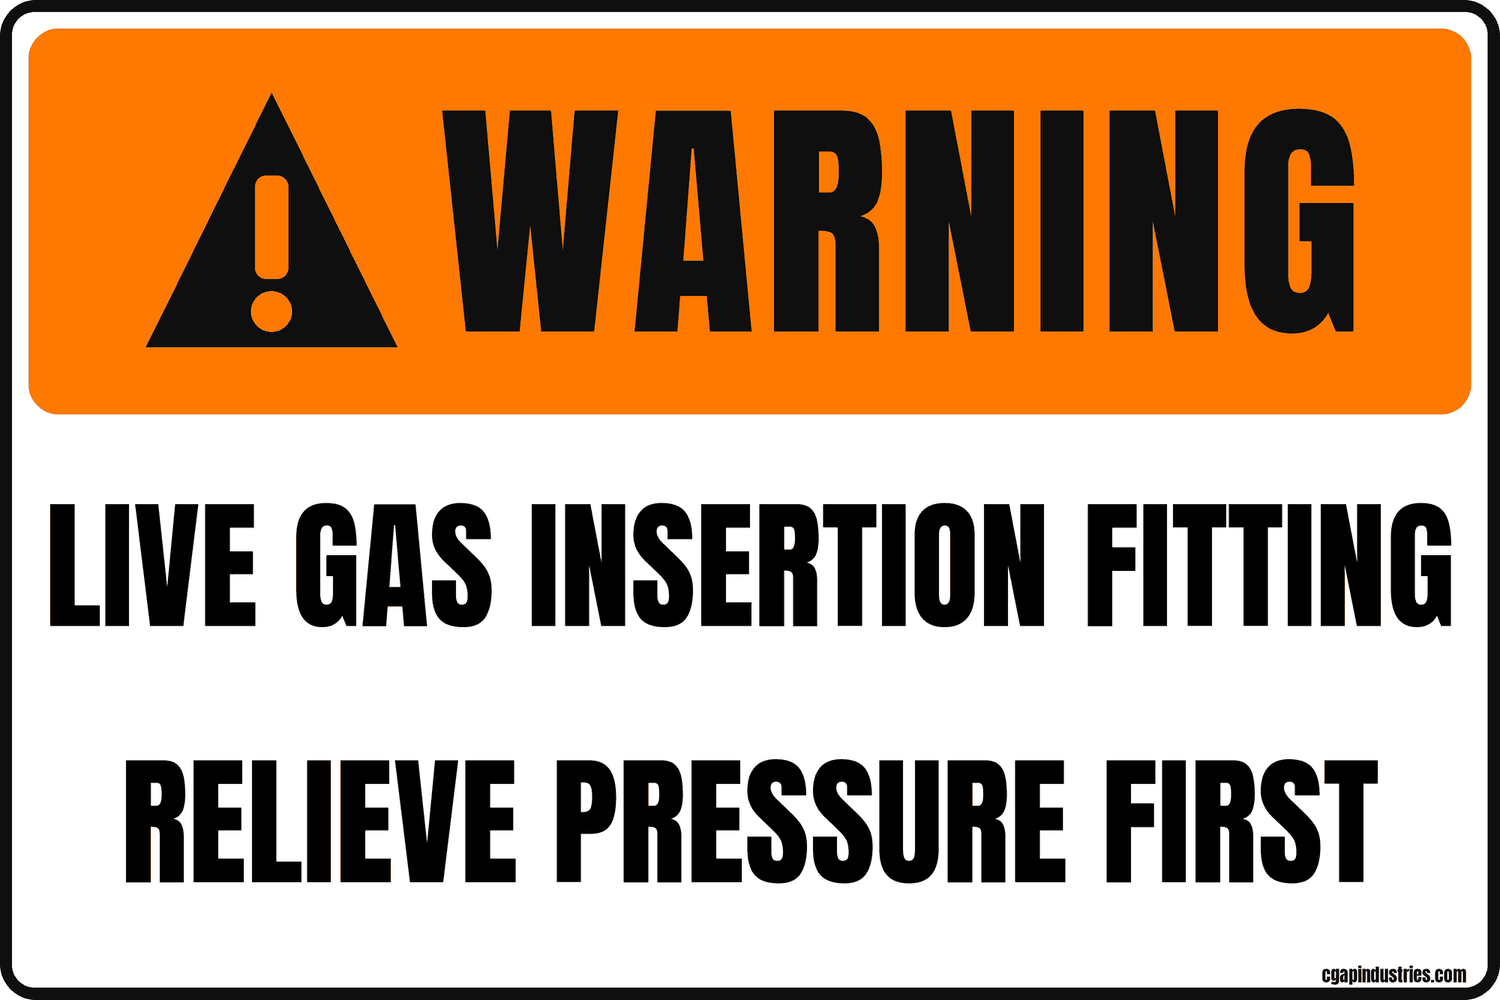 WARNING
LIVE GAS INSERTION FITTING
RELIEVE PRESSURE FIRST
cgapindustries.com